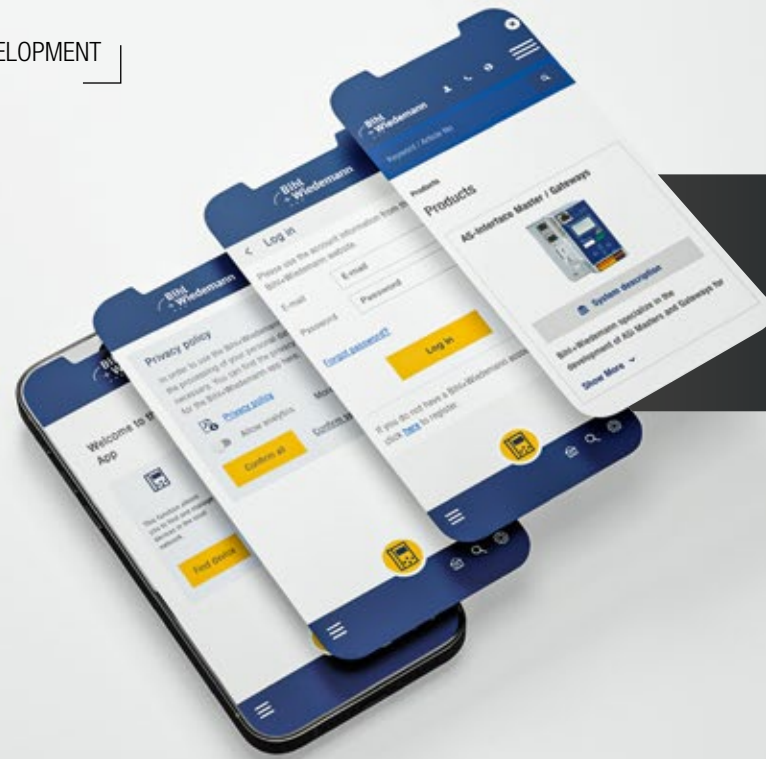 ELOPMENT
Bihl
+Wiedemann
Keyword / Article No
Products
Products
AS-Interface Master / Gateways
System description
Bihl+Wiedemann specialize in the
development of ASi Masters and Gateways for
Show More
Bihl
+Wiedemann
Log in
Please use the account information from the
Bihl+Wiedemann website.
E-mail
E-mail
Password
Password
Forgot password?
Log in
If you do not have a Bihl+Wiedemann
click here to register.
Bihl
+Wiedemann
Privacy policy
In order to use the Bihl+Wiedemann
the processing of your personal
necessary. You can find the
for the Bihl+Wiedemann app here:
Privacy policy
Allow analytics
Confirm all
Confirm
Welcome to
App
This function allows
you to find and manage
devices in the local
network.
Find device